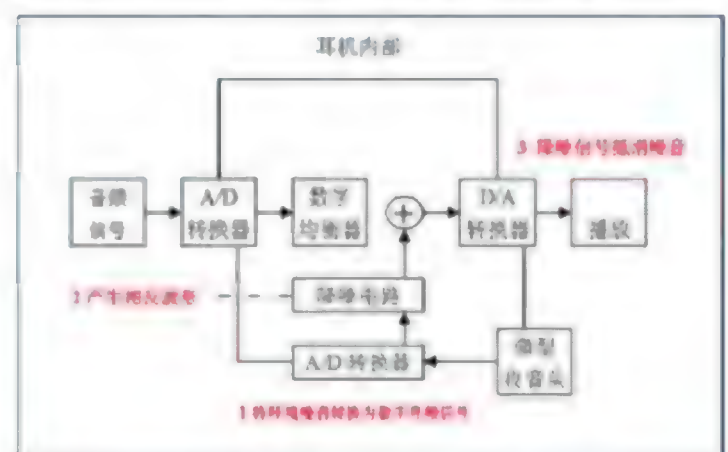 耳机内部
3 降噪信号抵消噪音
音频
信号
A/D
转换器
数字
均衡器
D/A
转换器
播放
2 产生相反波形
降噪电路
A/D 转换器
微型
收音头
1 将环境噪音转换为数字